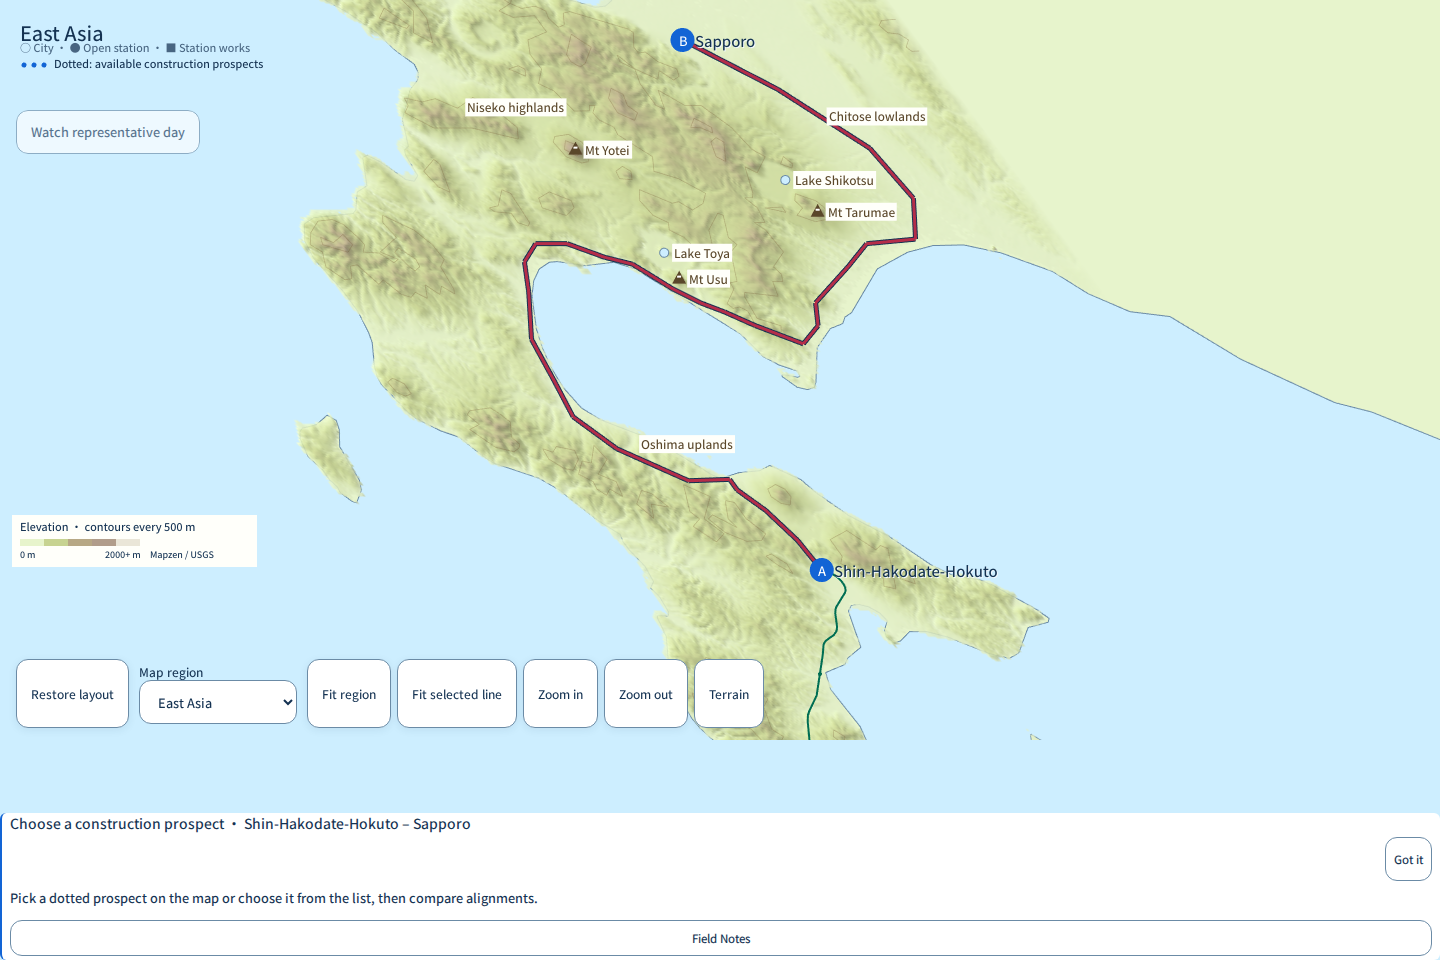 East Asia
City・Open station・Station works
Dotted: available construction prospects
Watch representative day
B Sapporo
Niseko highlands
Chitose lowlands
Mt Yotei
Lake Shikotsu
Mt Tarumae
Lake Toya
Mt Usu
Oshima uplands
Elevation・contours every 500 m
0 m 2000+ m Mapzen / USGS
A Shin-Hakodate-Hokuto
Map region
Restore layout
East Asia
Fit region
Fit selected line
Zoom in
Zoom out
Terrain
Choose a construction prospect・Shin-Hakodate-Hokuto – Sapporo
Got it
Pick a dotted prospect on the map or choose it from the list, then compare alignments.
Field Notes